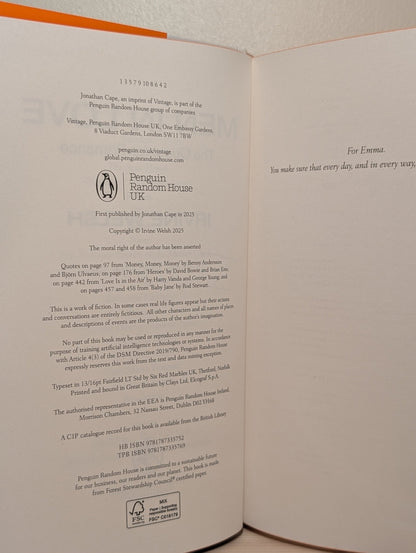 13579108642
Jonathan Cape, an imprint of Vintage, is part of the
Penguin Random House group of companies
Vintage, Penguin Random House UK, One Embassy Gardens,
8 Viaduct Gardens, London SW11 7BW
penguin.co.uk/vintage
global.penguinrandomhouse.com
Penguin
Random House
UK
First published by Jonathan Cape in 2025
Copyright © Irvine Welsh 2025
The moral right of the author has been asserted
Quotes on page 97 from 'Money, Money, Money' by Benny Andersson
and Björn Ulvaeus; on page 176 from 'Heroes' by David Bowie and Brian Eno;
on page 442 from 'Love Is in the Air' by Harry Vanda and George Young; and
on pages 457 and 458 from 'Baby Jane' by Rod Stewart.
This is a work of fiction. In some cases real life figures appear but their actions
and conversations are entirely fictitious. All other characters and all names of places
and descriptions of events are the products of the author's imagination.
No part of this book may be used or reproduced in any manner for the
purpose of training artificial intelligence technologies or systems. In accordance
with Article 4(3) of the DSM Directive 2019/790, Penguin Random House
expressly reserves this work from the text and data mining exception.
Typeset in 13/16pt Fairfield LT Std by Six Red Marbles UK, Thetford, Norfolk
Printed and bound in Great Britain by Clays Ltd, Elcograf S.p.A.
The authorised representative in the EEA is Penguin Random House Ireland,
Morrison Chambers, 32 Nassau Street, Dublin D02 YH68
A CIP catalogue record for this book is available from the British Library
HB ISBN 9781787335752
TPB ISBN 9781787335769
Penguin Random House is committed to a sustainable future
for our business, our readers and our planet. This book is made
from Forest Stewardship Council® certified paper.
FSC
MIX
Paper | Supporting
responsible forestry
FSC® C018179
For Emma.
You make sure that every day, and in every way,